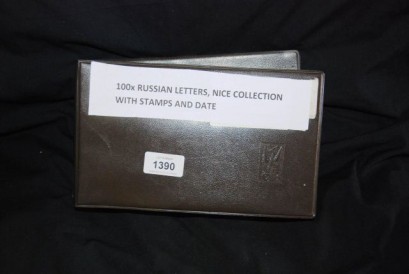 100x RUSSIAN LETTERS, NICE COLLECTION
WITH STAMPS AND DATE
1390